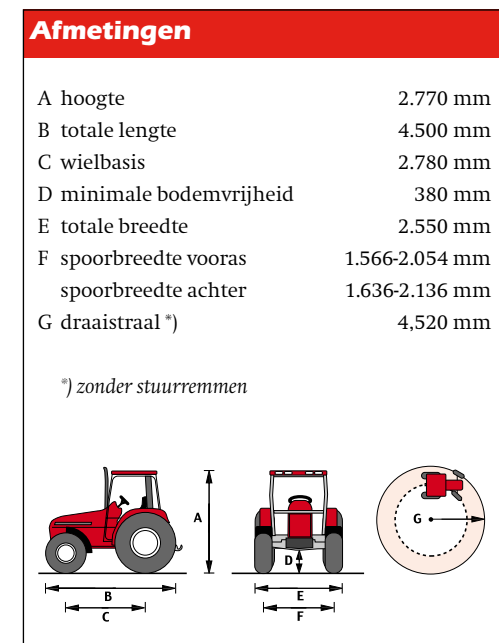 Afmetingen
A hoogte 2.770 mm
B totale lengte 4.500 mm
C wielbasis 2.780 mm
D minimale bodemvrijheid 380 mm
E totale breedte 2.550 mm
F spoorbreedte vooras 1.566-2.054 mm
spoorbreedte achter 1.636-2.136 mm
G draaistraal *) 4,520 mm
*) zonder stuurremmen
A
G
D
B
E
C
F